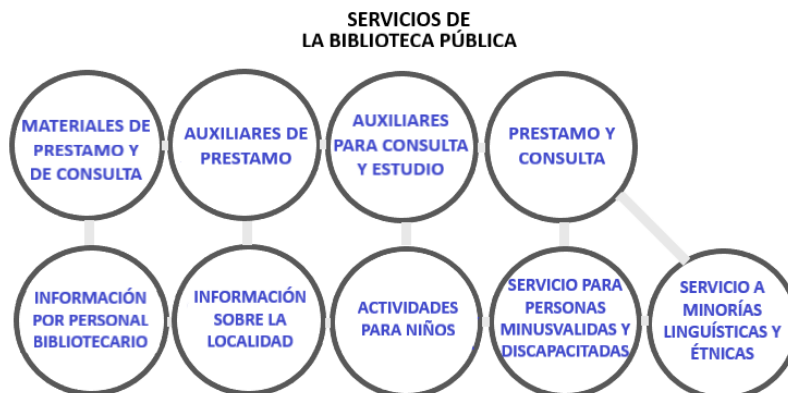 SERVICIOS DE
LA BIBLIOTECA PÚBLICA
MATERIALES DE
PRESTAMO Y
DE CONSULTA
AUXILIARES DE
PRESTAMO
AUXILIARES
PARA CONSULTA
Y ESTUDIO
PRESTAMO Y
CONSULTA
INFORMACIÓN
POR PERSONAL
BIBLIOTECARIO
INFORMACIÓN
SOBRE LA
LOCALIDAD
ACTIVIDADES
PARA NIÑOS
SERVICIO PARA
PERSONAS
MINUSVALIDAS Y
DISCAPACITADAS
SERVICIO A
MINORÍAS
LINGUÍSTICAS Y
ÉTNICAS